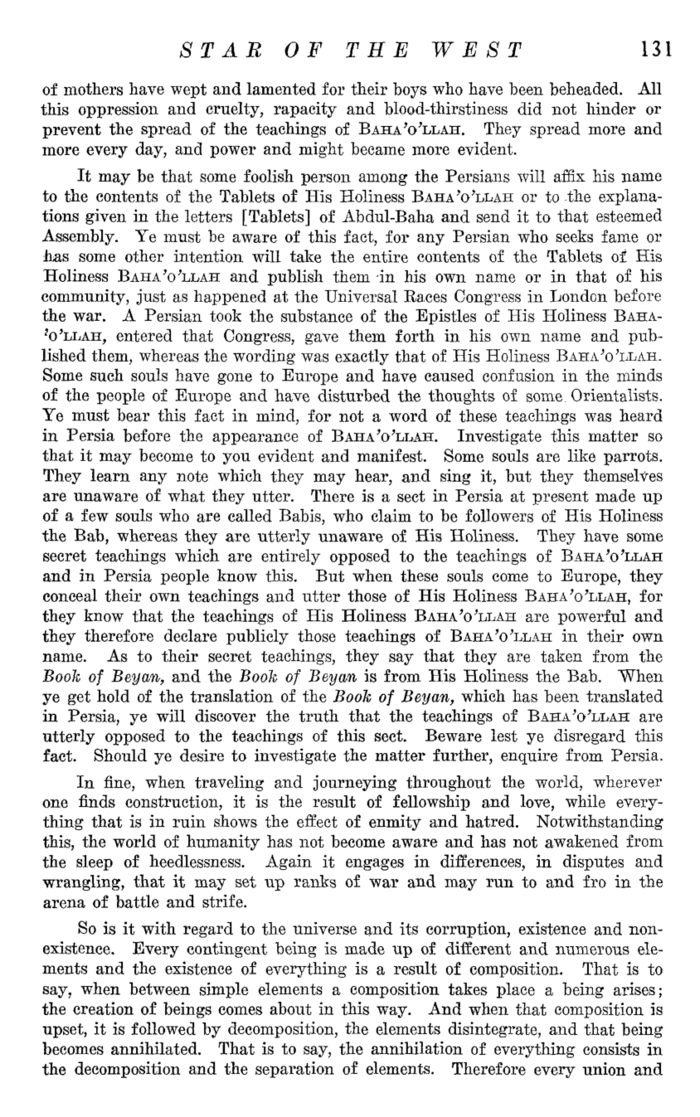 STAR OF THE WEST 131
of mothers have wept and lamented for their boys who have been beheaded. All
this oppression and cruelty, rapacity and blood-thirstiness did not hinder or
prevent the spread of the teachings of BAHA'O'LLAH. They spread more and
more every day, and power and might became more evident.
It may be that some foolish person among the Persians will affix his name
to the contents of the Tablets of His Holiness BAHA'O'LLAH or to the explana-
tions given in the letters [Tablets] of Abdul-Baha and send it to that esteemed
Assembly. Ye must be aware of this fact, for any Persian who seeks fame or
has some other intention will take the entire contents of the Tablets of His
Holiness BAHA'O'LLAH and publish them in his own name or in that of his
community, just as happened at the Universal Races Congress in London before
the war. A Persian took the substance of the Epistles of His Holiness BAHA-
'O'LLAH, entered that Congress, gave them forth in his own name and pub-
lished them, whereas the wording was exactly that of His Holiness BAHA'O'LLAH.
Some such souls have gone to Europe and have caused confusion in the minds
of the people of Europe and have disturbed the thoughts of some Orientalists.
Ye must bear this fact in mind, for not a word of these teachings was heard
in Persia before the appearance of BAHA'O'LLAH. Investigate this matter so
that it may become to you evident and manifest. Some souls are like parrots.
They learn any note which they may hear, and sing it, but they themselves
are unaware of what they utter. There is a sect in Persia at present made up
of a few souls who are called Babis, who claim to be followers of His Holiness
the Bab, whereas they are utterly unaware of His Holiness. They have some
secret teachings which are entirely opposed to the teachings of BAHA'O'LLAH
and in Persia people know this. But when these souls come to Europe, they
conceal their own teachings and utter those of His Holiness BAHA'O'LLAH, for
they know that the teachings of His Holiness BAHA'O'LLAH are powerful and
they therefore declare publicly those teachings of BAHA'O'LLAH in their own
name. As to their secret teachings, they say that they are taken from the
Book of Beyan, and the Book of Beyan is from His Holiness the Bab. When
ye get hold of the translation of the Book of Beyan, which has been translated
in Persia, ye will discover the truth that the teachings of BAHA'O'LLAH are
utterly opposed to the teachings of this sect. Beware lest ye disregard this
fact. Should ye desire to investigate the matter further, enquire from Persia.
In fine, when traveling and journeying throughout the world, wherever
one finds construction, it is the result of fellowship and love, while every-
thing that is in ruin shows the effect of enmity and hatred. Notwithstanding
this, the world of humanity has not become aware and has not awakened from
the sleep of heedlessness. Again it engages in differences, in disputes and
wrangling, that it may set up ranks of war and may run to and fro in the
arena of battle and strife.
So is it with regard to the universe and its corruption, existence and non-
existence. Every contingent being is made up of different and numerous ele-
ments and the existence of everything is a result of composition. That is to
say, when between simple elements a composition takes place a being arises;
the creation of beings comes about in this way. And when that composition is
upset, it is followed by decomposition, the elements disintegrate, and that being
becomes annihilated. That is to say, the annihilation of everything consists in
the decomposition and the separation of elements. Therefore every union and